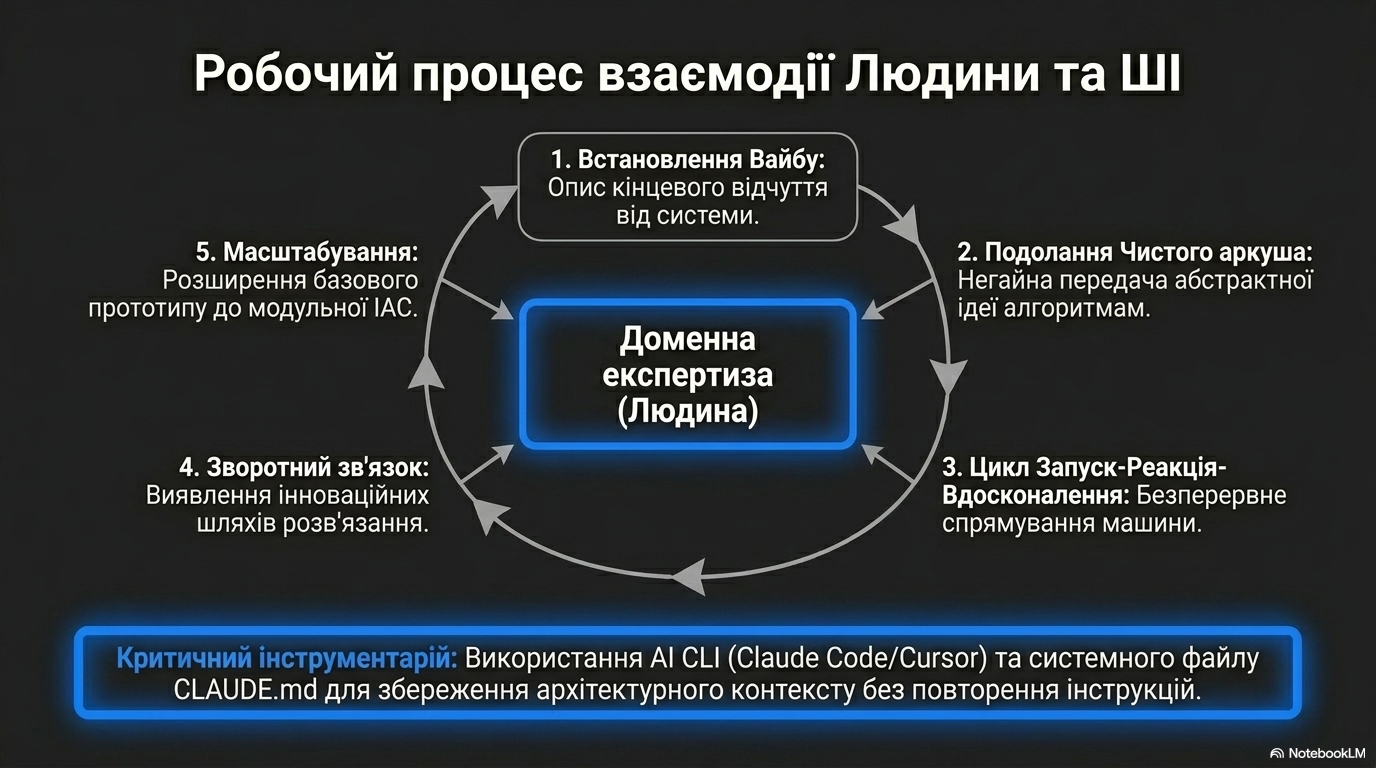 Робочий процес взаємодії Людини та ШІ
1. Встановлення Вайбу:
Опис кінцевого відчуття
від системи.
2. Подолання Чистого аркуша:
Негайна передача абстрактної
ідеї алгоритмам.
3. Цикл Запуск-Реакція-
Вдосконалення: Безперервне
спрямування машини.
4. Зворотний зв'язок:
Виявлення інноваційних
шляхів розв'язання.
5. Масштабування:
Розширення базового
прототипу до модульної ІАС.
Доменна
експертиза
(Людина)
Критичний інструментарій: Використання AI CLI (Claude Code/Cursor) та системного файлу
CLAUDE.md для збереження архітектурного контексту без повторення інструкцій.
NotebookLM